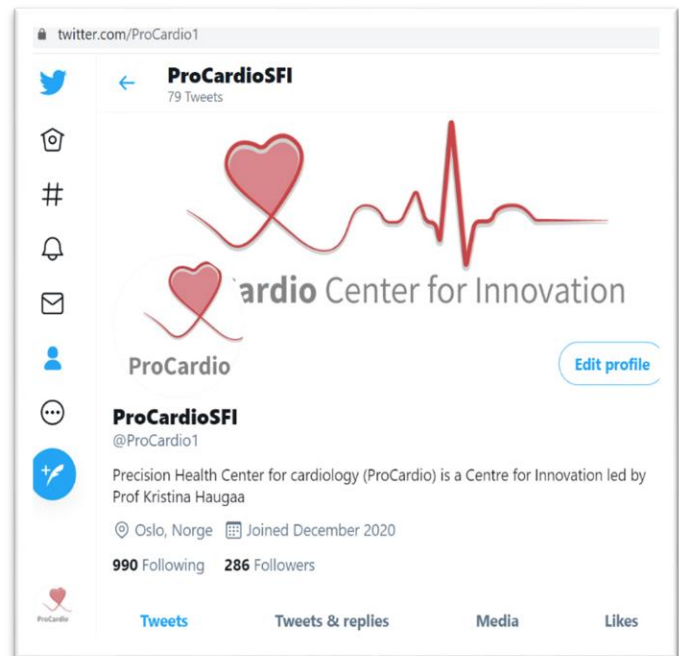 twitter.com/ProCardio1
ProCardioSFI
79 Tweets
ardio Center for Innovation
ProCardio
Edit profile
ProCardioSFI
@ProCardio1
Precision Health Center for cardiology (ProCardio) is a Centre for Innovation led by
Prof Kristina Haugaa
Oslo, Norge Joined December 2020
990 Following 286 Followers
ProCardio
Tweets Tweets & replies Media Likes